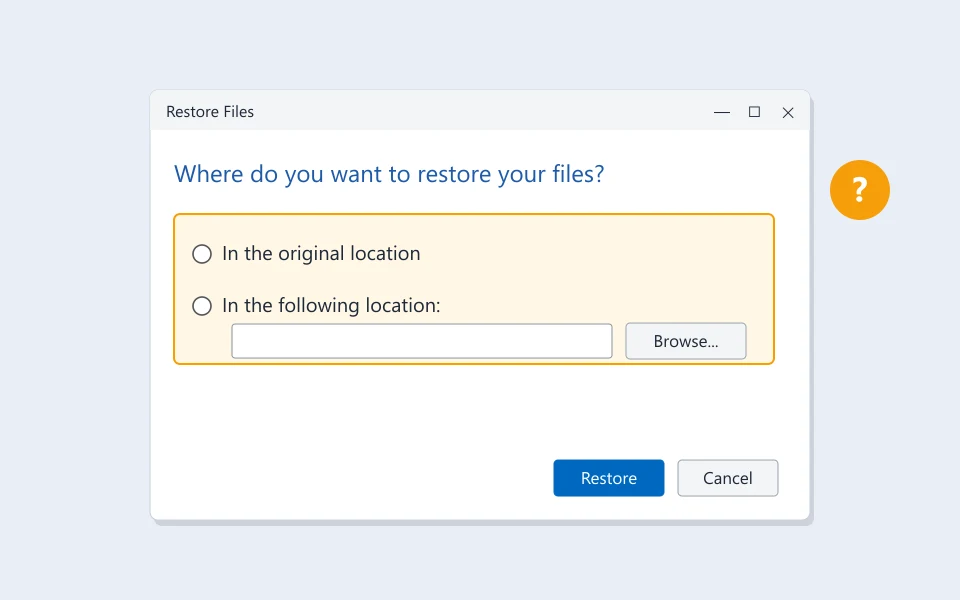 Restore Files
Where do you want to restore your files?
?
In the original location
In the following location:
Browse...
Restore
Cancel